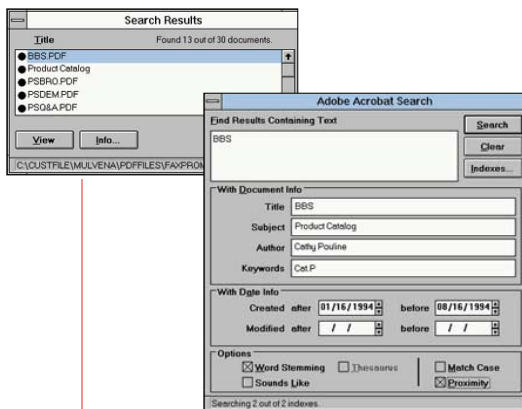 Search Results
Title Found 13 out of 30 documents.
BBS.PDF
Product Catalog
PSBRO.PDF
PSDEM.PDF
PSQ&A.PDF
View Info...
C:\CUSTFILE\MULVENA\PDFFILES\FAXPROM
Adobe Acrobat Search
Find Results Containing Text
BBS
Search
Clear
Indexes...
With Document Info
Title BBS
Subject Product Catalog
Author Cathy Pouline
Keywords Cat.P
With Date Info
Created after 01/16/1994 before 08/16/1994
Modified after / / before / /
Options
Word Stemming Thesaurus Match Case
Sounds Like Proximity
Searching 2 out of 2 indexes.